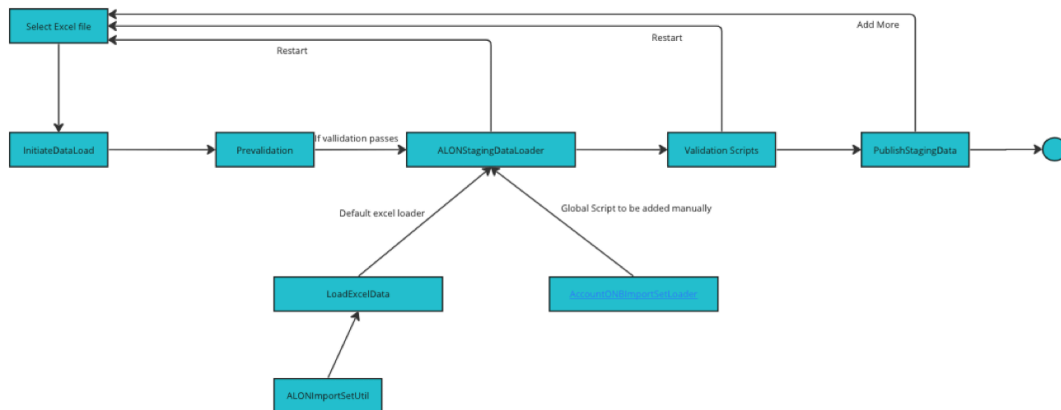 Select Excel file
Add More
Restart
Restart
InitiateDataLoad
Prevalidation
If vallidation passes
ALONStagingDataLoader
Validation Scripts
PublishStagingData
Default excel loader
Global Script to be added manually
LoadExcelData
AccountONBImportSetLoader
ALONImportSetUtil